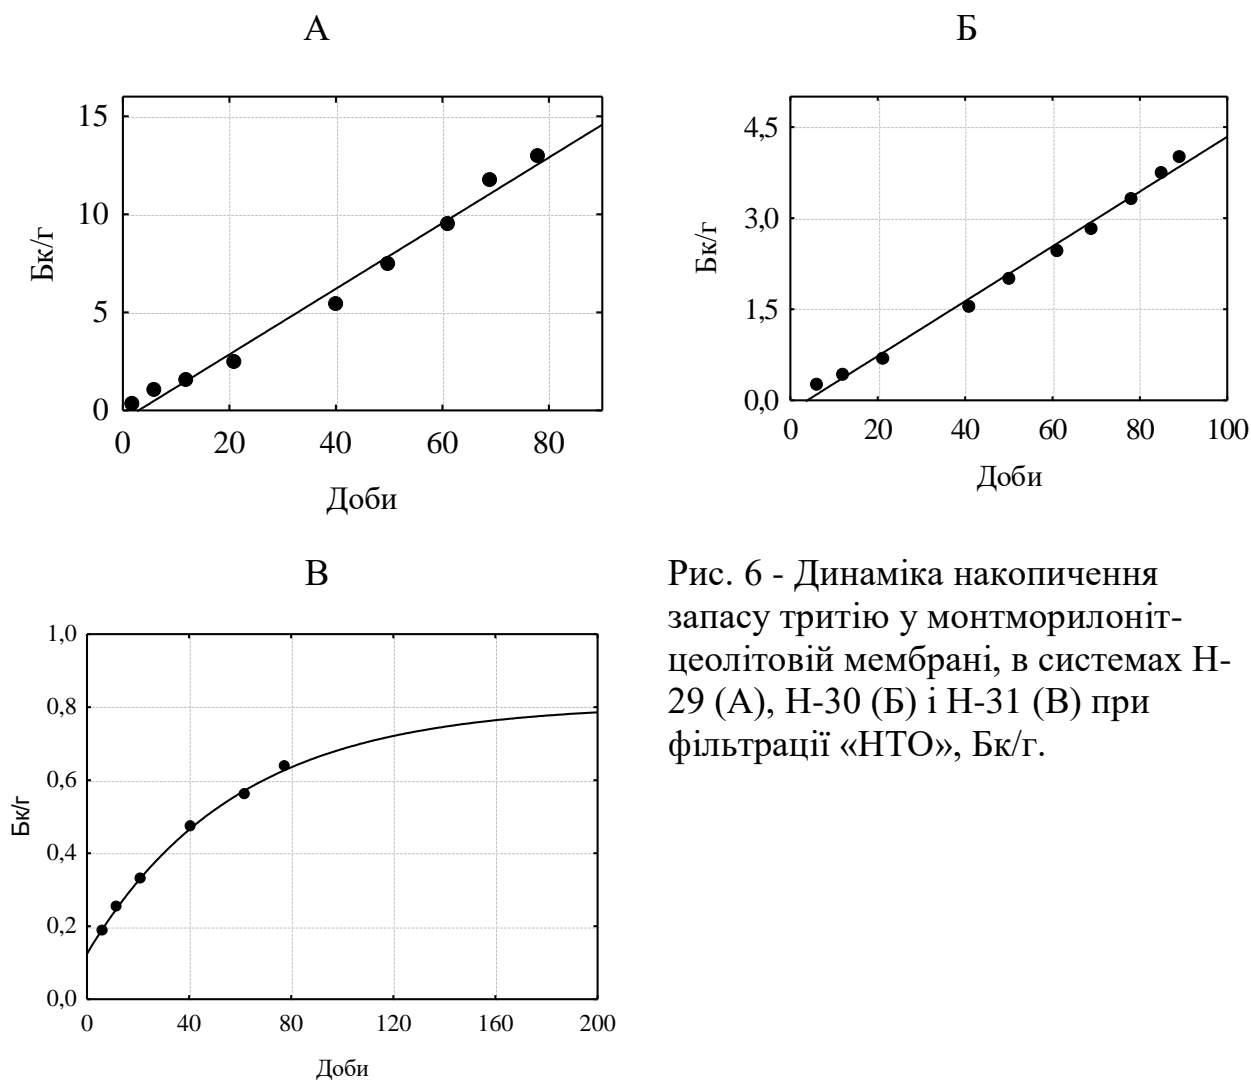 А
Б
15
10
5
0
Бк/г
0 20 40 60 80
Доби
4,5
3,0
1,5
0,0
Бк/г
0 20 40 60 80 100
Доби
В
1,0
0,8
0,6
0,4
0,2
0,0
Бк/г
0 40 80 120 160 200
Доби
Рис. 6 - Динаміка накопичення
запасу тритію у монтморилоніт-
цеолітовій мембрані, в системах Н-
29 (А), Н-30 (Б) і Н-31 (В) при
фільтрації «НТО», Бк/г.